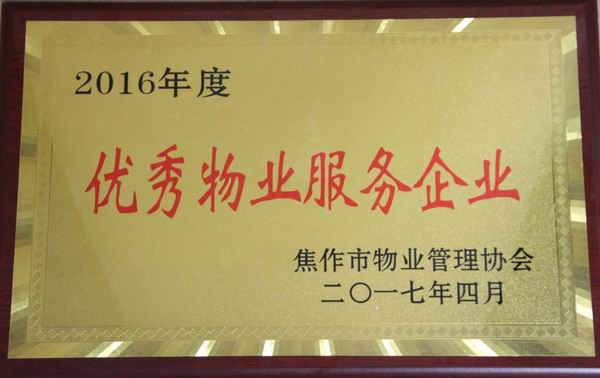 2016年度
优秀物业服务企业
焦作市物业管理协会
二〇一七年四月